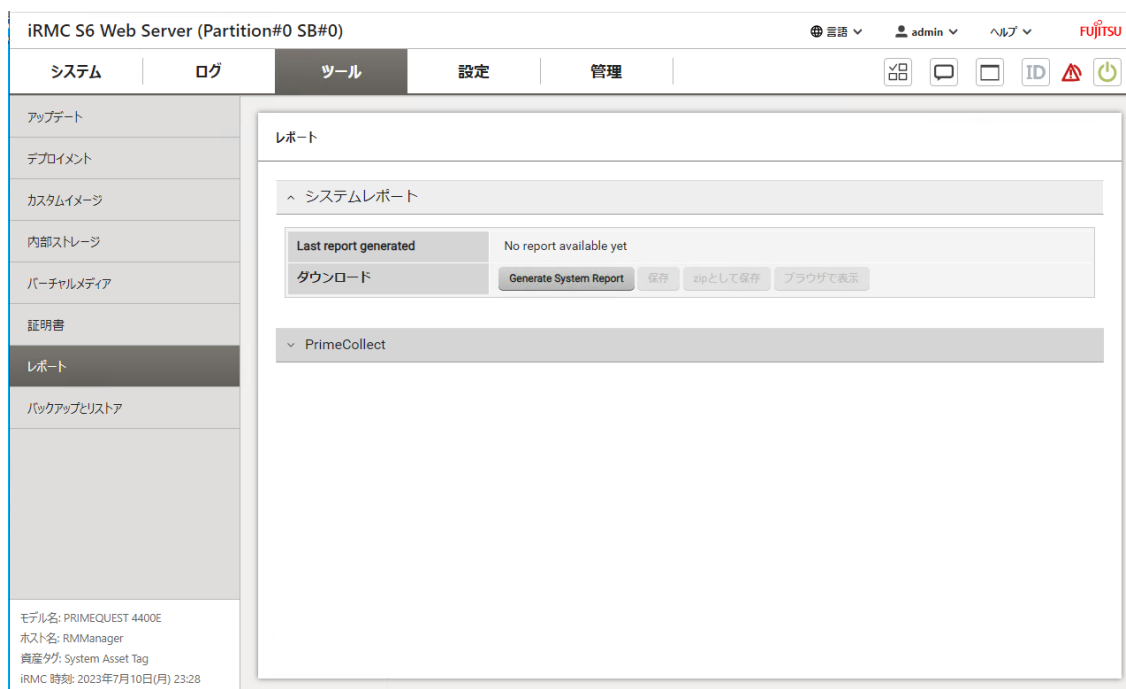 iRMC S6 Web Server (Partition#0 SB#0) 言語 admin ヘルプ FUJITSU
システム ログ ツール 設定 管理 ID
アップデート
デプロイメント
カスタムイメージ
内部ストレージ
バーチャルメディア
証明書
レポート
バックアップとリストア
レポート
システムレポート
Last report generated No report available yet
ダウンロード Generate System Report 保存 zipとして保存 ブラウザで表示
PrimeCollect
モデル名: PRIMEQUEST 4400E
ホスト名: RMManager
資産タグ: System Asset Tag
iRMC 時刻: 2023年7月10日(月) 23:28